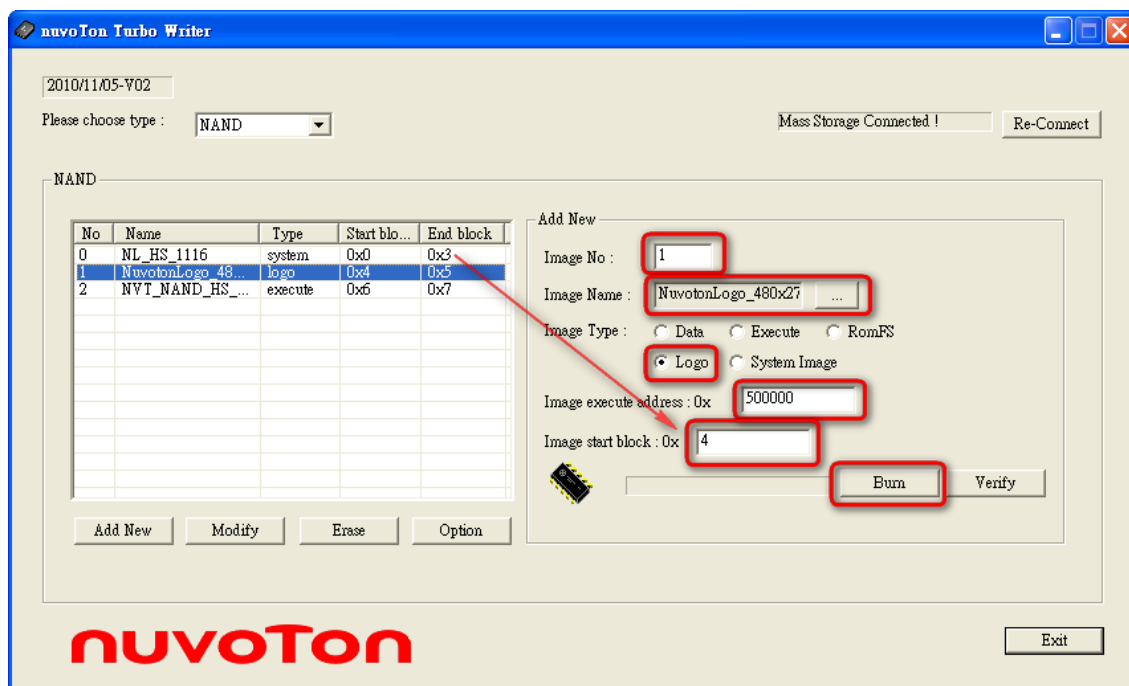 nuvoTon Turbo Writer
2010/11/05-V02
Please choose type :
NAND
Mass Storage Connected !
Re-Connect
NAND
No Name Type Start blo... End block
0 NL_HS_1116 system 0x0 0x3
1 NuvotonLogo_48... logo 0x4 0x5
2 NVT_NAND_HS_... execute 0x6 0x7
Add New
Image No : 1
Image Name : NuvotonLogo_480x27 ...
Image Type : Data Execute RomFS
Logo System Image
Image execute address : 0x 500000
Image start block : 0x 4
Burn Verify
Add New Modify Erase Option
nuvoTon
Exit